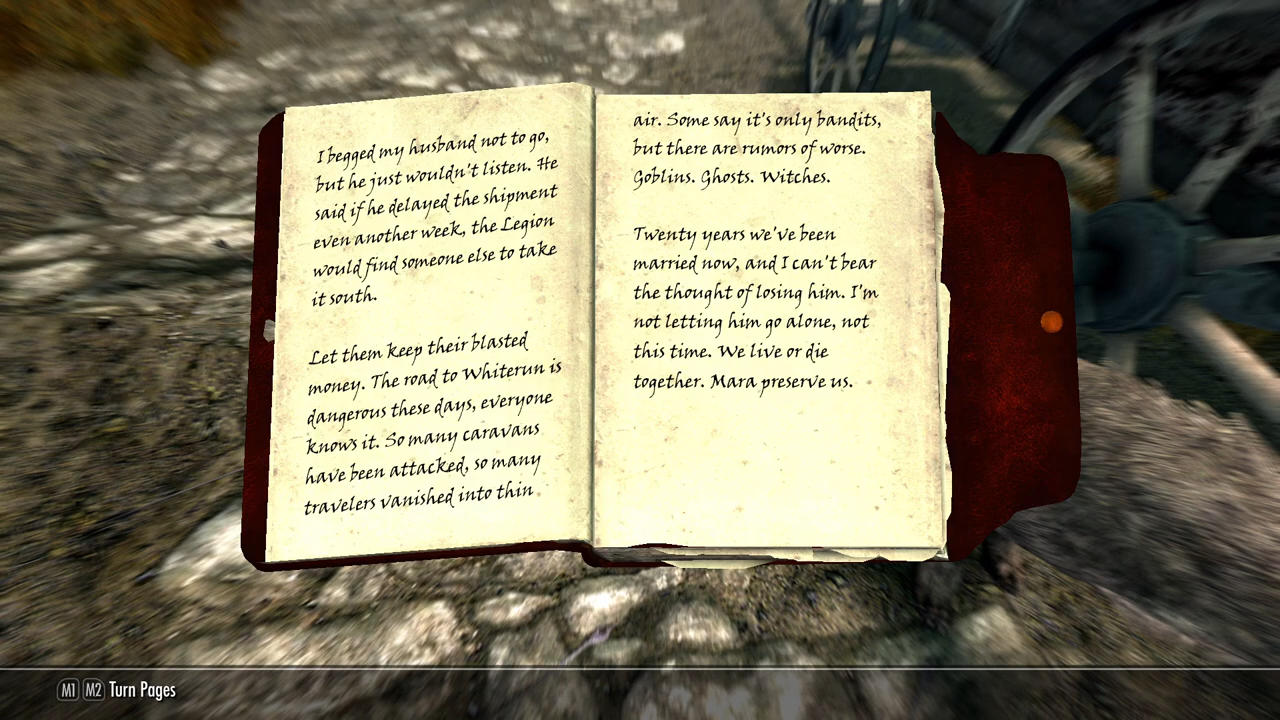 I begged my husband not to go,
but he just wouldn't listen. He
said if he delayed the shipment
even another week, the Legion
would find someone else to take
it south.
Let them keep their blasted
money. The road to Whiterun is
dangerous these days, everyone
knows it. So many caravans
have been attacked, so many
travelers vanished into thin
air. Some say it's only bandits,
but there are rumors of worse.
Goblins. Ghosts. Witches.
Twenty years we've been
married now, and I can't bear
the thought of losing him. I'm
not letting him go alone, not
this time. We live or die
together. Mara preserve us.
M1 M2 Turn Pages